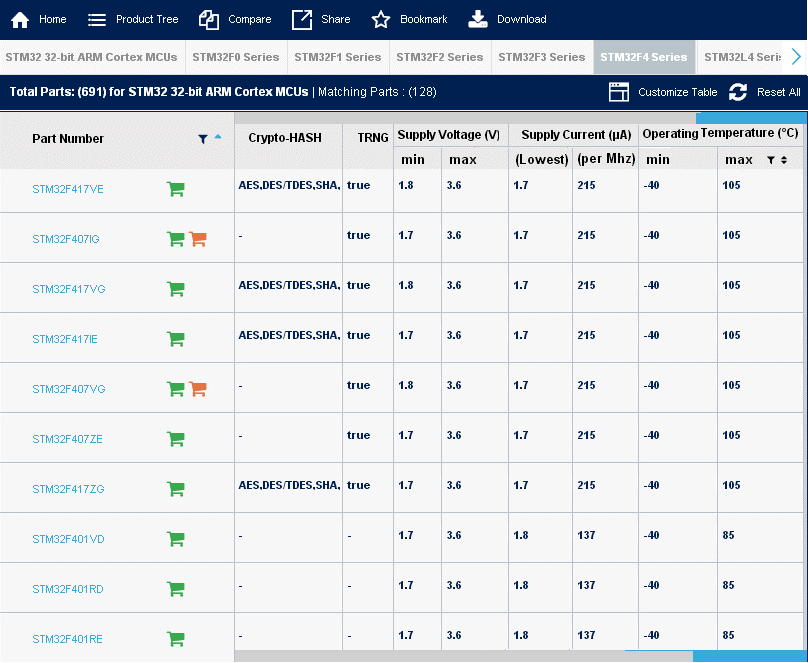 Home Product Tree Compare Share Bookmark Download
STM32 32-bit ARM Cortex MCUs STM32F0 Series STM32F1 Series STM32F2 Series STM32F3 Series STM32F4 Series STM32L4 Seri
Total Parts: (691) for STM32 32-bit ARM Cortex MCUs | Matching Parts : (128) Customize Table Reset All
Part Number Crypto-HASH TRNG Supply Voltage (V) Supply Current (µA) Operating Temperature (°C)
min max (Lowest) (per Mhz) min max
STM32F417VE AES,DES/TDES,SHA, true 1.8 3.6 1.7 215 -40 105
STM32F407IG - true 1.7 3.6 1.7 215 -40 105
STM32F417VG AES,DES/TDES,SHA, true 1.8 3.6 1.7 215 -40 105
STM32F417IE AES,DES/TDES,SHA, true 1.7 3.6 1.7 215 -40 105
STM32F407VG - true 1.8 3.6 1.7 215 -40 105
STM32F407ZE - true 1.7 3.6 1.7 215 -40 105
STM32F417ZG AES,DES/TDES,SHA, true 1.7 3.6 1.7 215 -40 105
STM32F401VD - - 1.7 3.6 1.8 137 -40 85
STM32F401RD - - 1.7 3.6 1.8 137 -40 85
STM32F401RE - - 1.7 3.6 1.8 137 -40 85